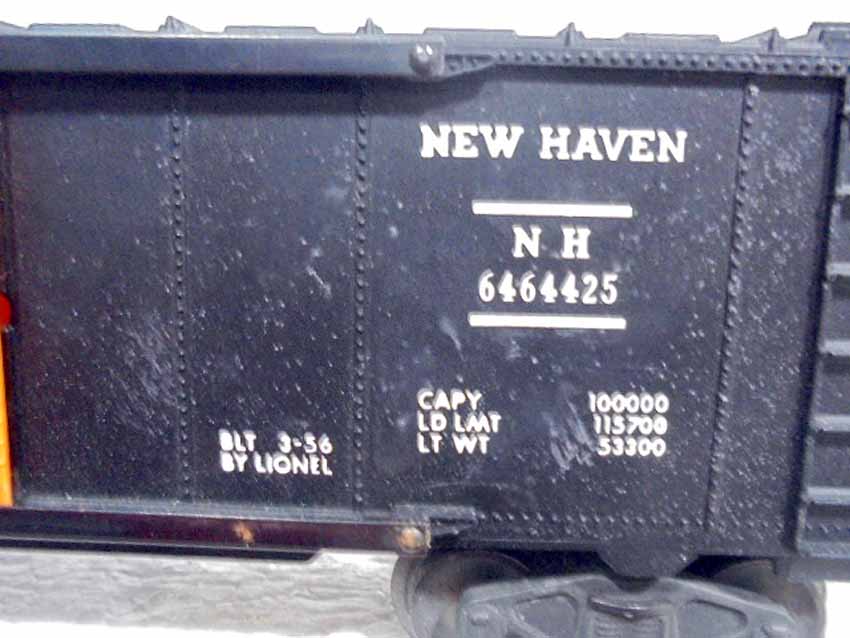 NEW HAVEN
N H
6464425
CAPY 100000
LD LMT 115700
LT WT 53300
BLT 3-56
BY LIONEL